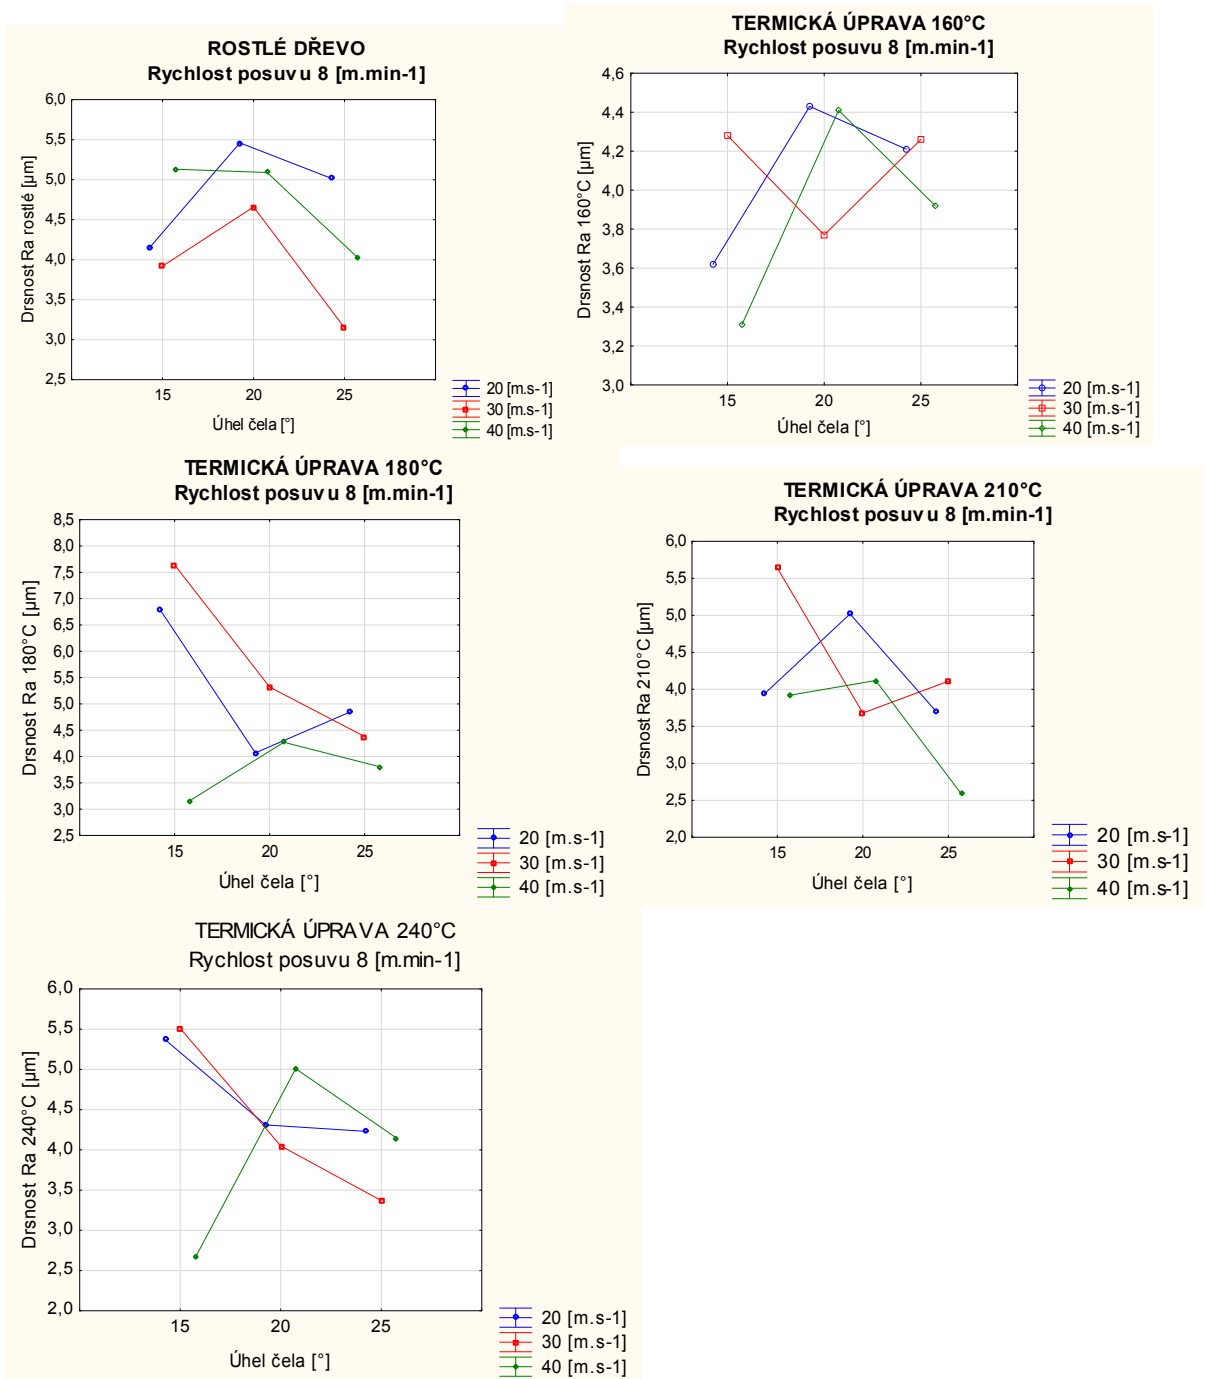 ROSTLÉ DŘEVO
Rychlost posuvu 8 [m.min-1]
Drsnost Ra rostlé [µm]
6,0
5,5
5,0
4,5
4,0
3,5
3,0
2,5
15 20 25
Úhel čela [°]
20 [m.s-1]
30 [m.s-1]
40 [m.s-1]
TERMICKÁ ÚPRAVA 160°C
Rychlost posuvu 8 [m.min-1]
Drsnost Ra 160°C [µm]
4,6
4,4
4,2
4,0
3,8
3,6
3,4
3,2
3,0
15 20 25
Úhel čela [°]
20 [m.s-1]
30 [m.s-1]
40 [m.s-1]
TERMICKÁ ÚPRAVA 180°C
Rychlost posuvu 8 [m.min-1]
Drsnost Ra 180°C [µm]
8,5
8,0
7,5
7,0
6,5
6,0
5,5
5,0
4,5
4,0
3,5
3,0
2,5
15 20 25
Úhel čela [°]
20 [m.s-1]
30 [m.s-1]
40 [m.s-1]
TERMICKÁ ÚPRAVA 210°C
Rychlost posuvu 8 [m.min-1]
Drsnost Ra 210°C [µm]
6,0
5,5
5,0
4,5
4,0
3,5
3,0
2,5
2,0
15 20 25
Úhel čela [°]
20 [m.s-1]
30 [m.s-1]
40 [m.s-1]
TERMICKÁ ÚPRAVA 240°C
Rychlost posuvu 8 [m.min-1]
Drsnost Ra 240°C [µm]
6,0
5,5
5,0
4,5
4,0
3,5
3,0
2,5
2,0
15 20 25
Úhel čela [°]
20 [m.s-1]
30 [m.s-1]
40 [m.s-1]